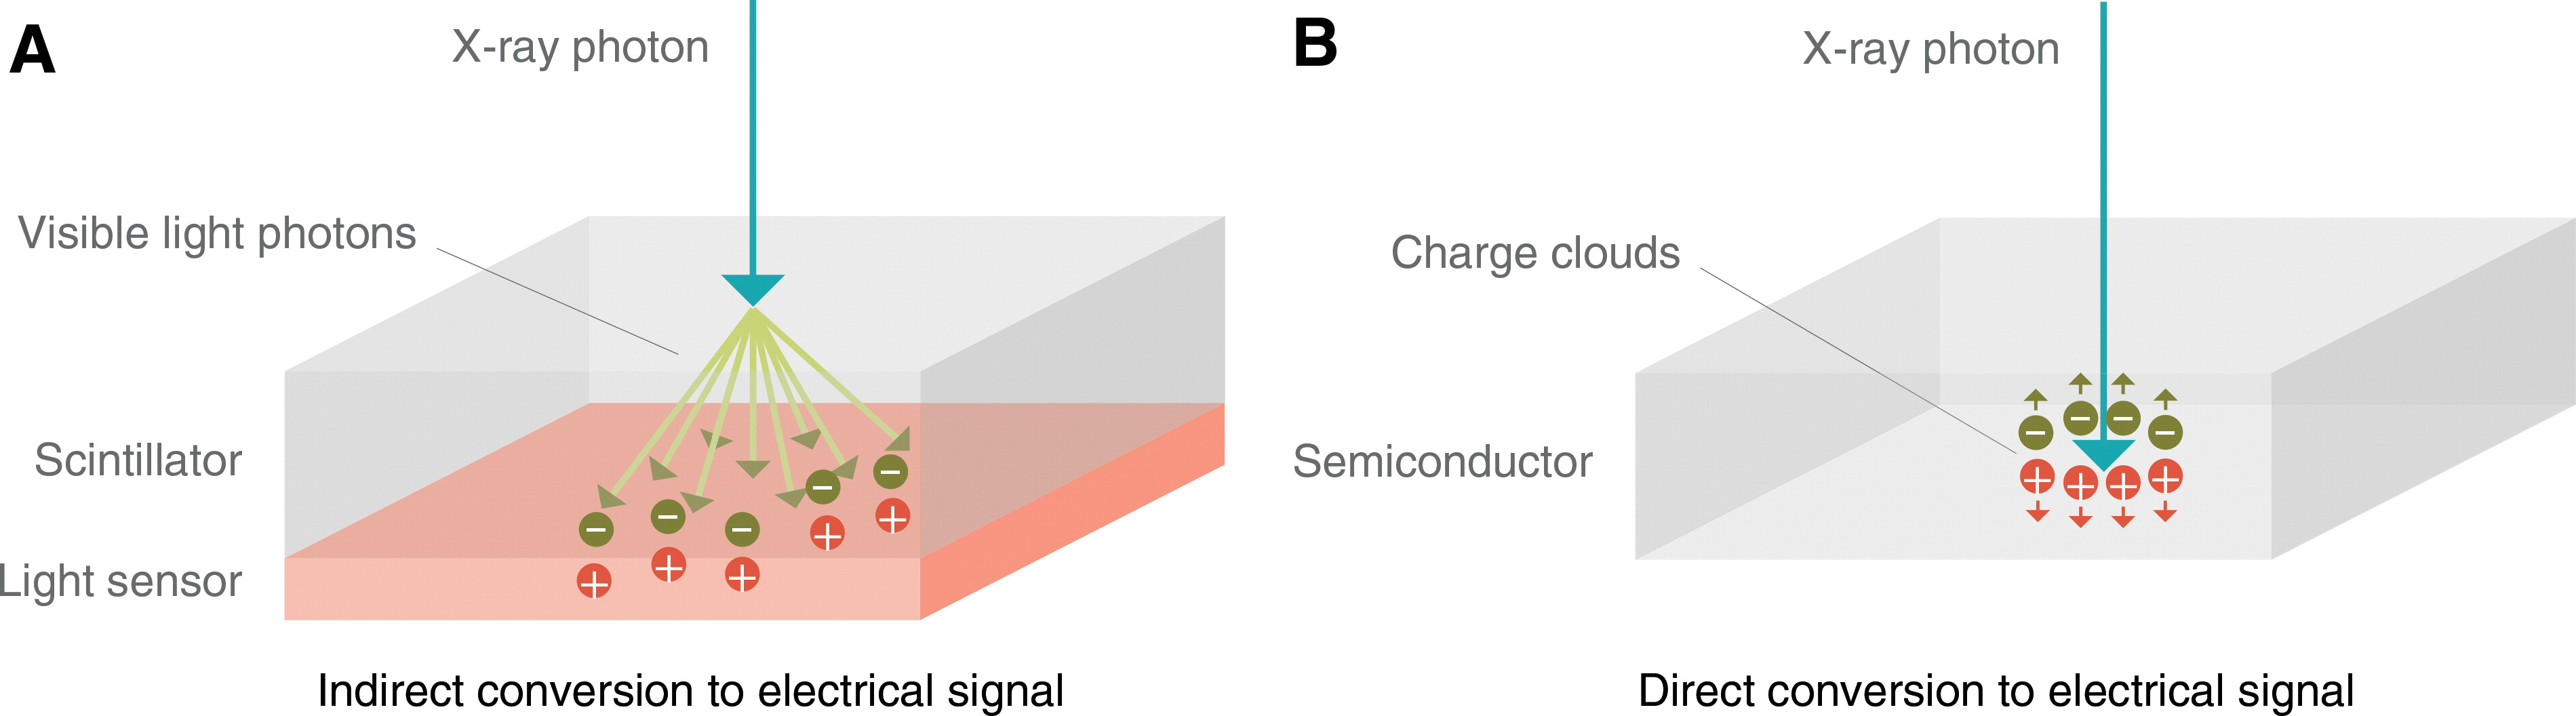 A
X-ray photon
Visible light photons
Scintillator
Light sensor
Indirect conversion to electrical signal
B
X-ray photon
Charge clouds
Semiconductor
Direct conversion to electrical signal